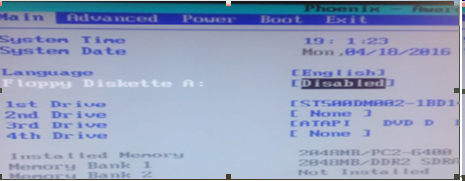 Phoenix - Awar
Main Advanced Power Boot Exit
System Time 19: 1:23
System Date Mon,04/18/2016
Language [English]
Floppy Diskette A: [Disabled]
1st Drive [ST500DM002-1BD14
2nd Drive [ None ]
3rd Drive [ATAPI DVD D
4th Drive [ None ]
Installed Memory 2048MB/PC2-6400
Memory Bank 1 2048MB/DDR2 SDRA
Memory Bank 2 Not Installed